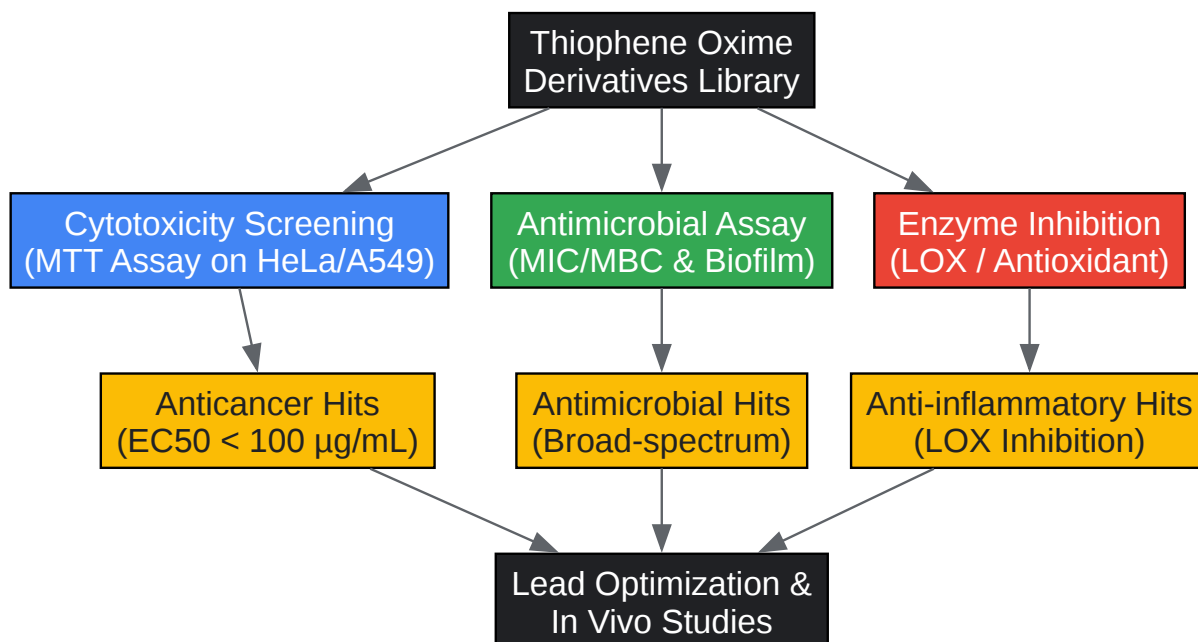 Thiophene Oxime
Derivatives Library
Cytotoxicity Screening
(MTT Assay on HeLa/A549)
Antimicrobial Assay
(MIC/MBC & Biofilm)
Enzyme Inhibition
(LOX / Antioxidant)
Anticancer Hits
(EC50 < 100 µg/mL)
Antimicrobial Hits
(Broad-spectrum)
Anti-inflammatory Hits
(LOX Inhibition)
Lead Optimization &
In Vivo Studies